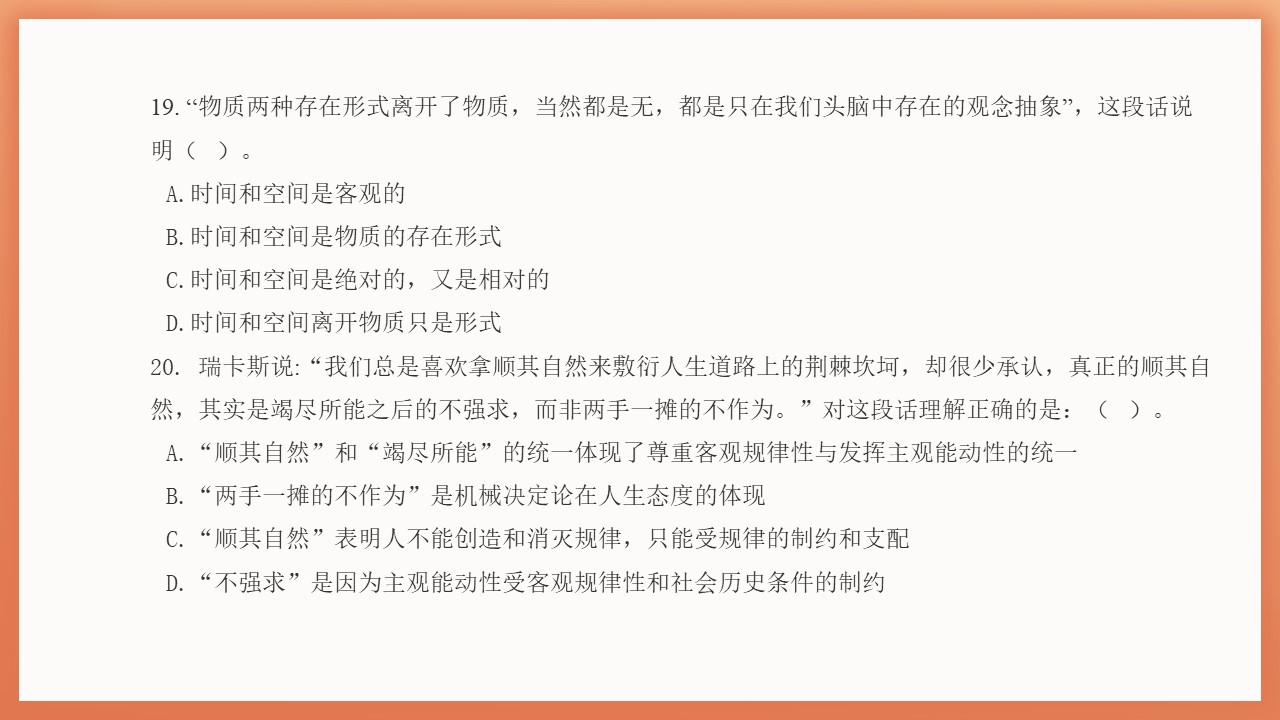 19. “物质两种存在形式离开了物质，当然都是无，都是只在我们头脑中存在的观念抽象”，这段话说
明（  ）。
A.时间和空间是客观的
B.时间和空间是物质的存在形式
C.时间和空间是绝对的，又是相对的
D.时间和空间离开物质只是形式
20. 瑞卡斯说:“我们总是喜欢拿顺其自然来敷衍人生道路上的荆棘坎坷，却很少承认，真正的顺其自
然，其实是竭尽所能之后的不强求，而非两手一摊的不作为。”对这段话理解正确的是：（  ）。
A.“顺其自然”和“竭尽所能”的统一体现了尊重客观规律性与发挥主观能动性的统一
B.“两手一摊的不作为”是机械决定论在人生态度的体现
C.“顺其自然”表明人不能创造和消灭规律，只能受规律的制约和支配
D.“不强求”是因为主观能动性受客观规律性和社会历史条件的制约